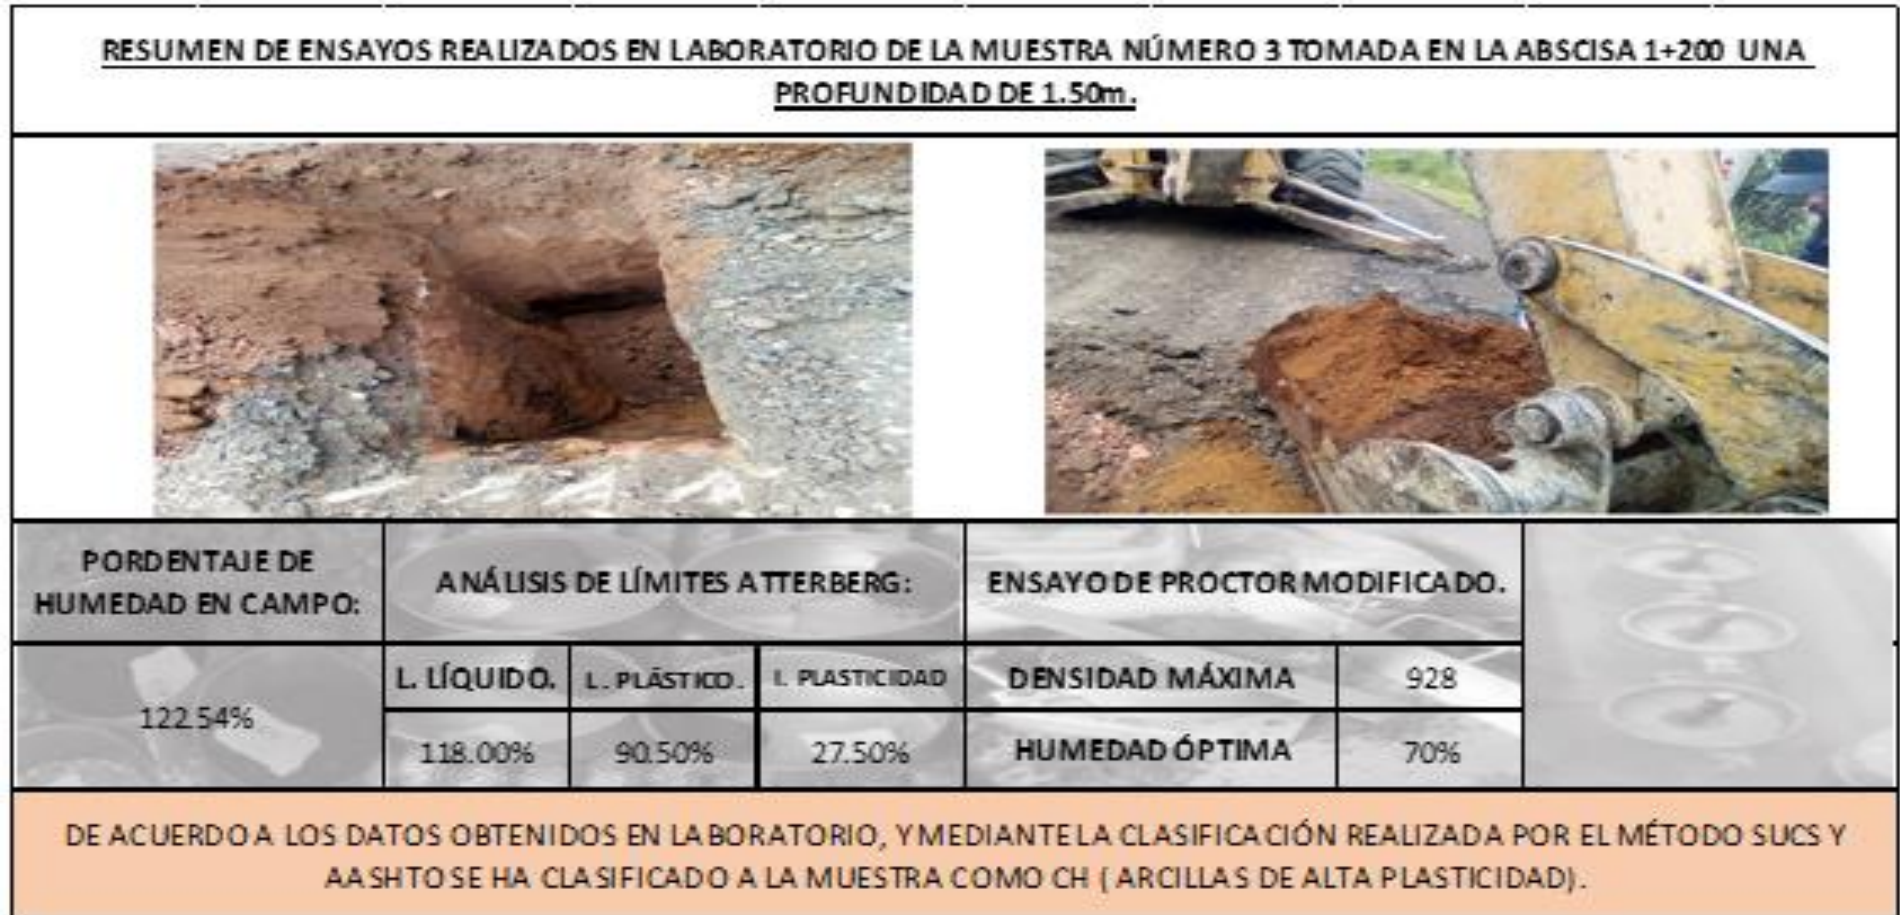 RESUMEN DE ENSAYOS REALIZADOS EN LABORATORIO DE LA MUESTRA NÚMERO 3 TOMADA EN LA ABSCISA 1+200 UNA
PROFUNDIDAD DE 1.50m.
PORDENTAJE DE
HUMEDAD EN CAMPO:
ANÁLISIS DE LÍMITES ATTERBERG:
ENSAYO DE PROCTOR MODIFICADO.
L. LÍQUIDO.
L. PLÁSTICO.
I. PLASTICIDAD
DENSIDAD MÁXIMA
928
122.54%
118.00%
90.50%
27.50%
HUMEDAD ÓPTIMA
70%
DE ACUERDO A LOS DATOS OBTENIDOS EN LABORATORIO, Y MEDIANTE LA CLASIFICACIÓN REALIZADA POR EL MÉTODO SUCS Y
AASHTO SE HA CLASIFICADO A LA MUESTRA COMO CH ( ARCILLAS DE ALTA PLASTICIDAD).